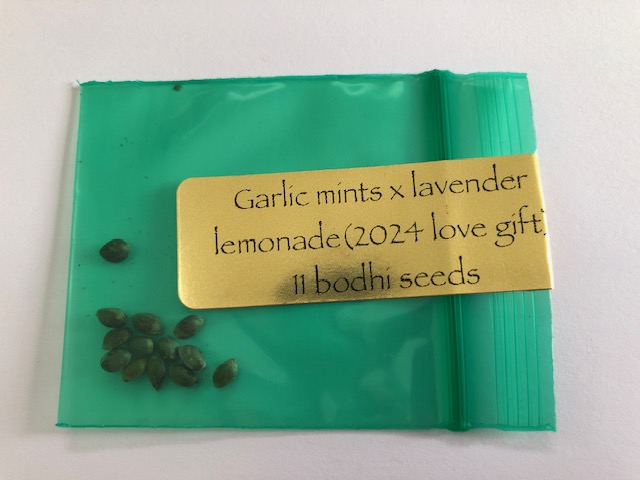 Garlic mints x lavender
lemonade (2024 love gift)
11 bodhi seeds